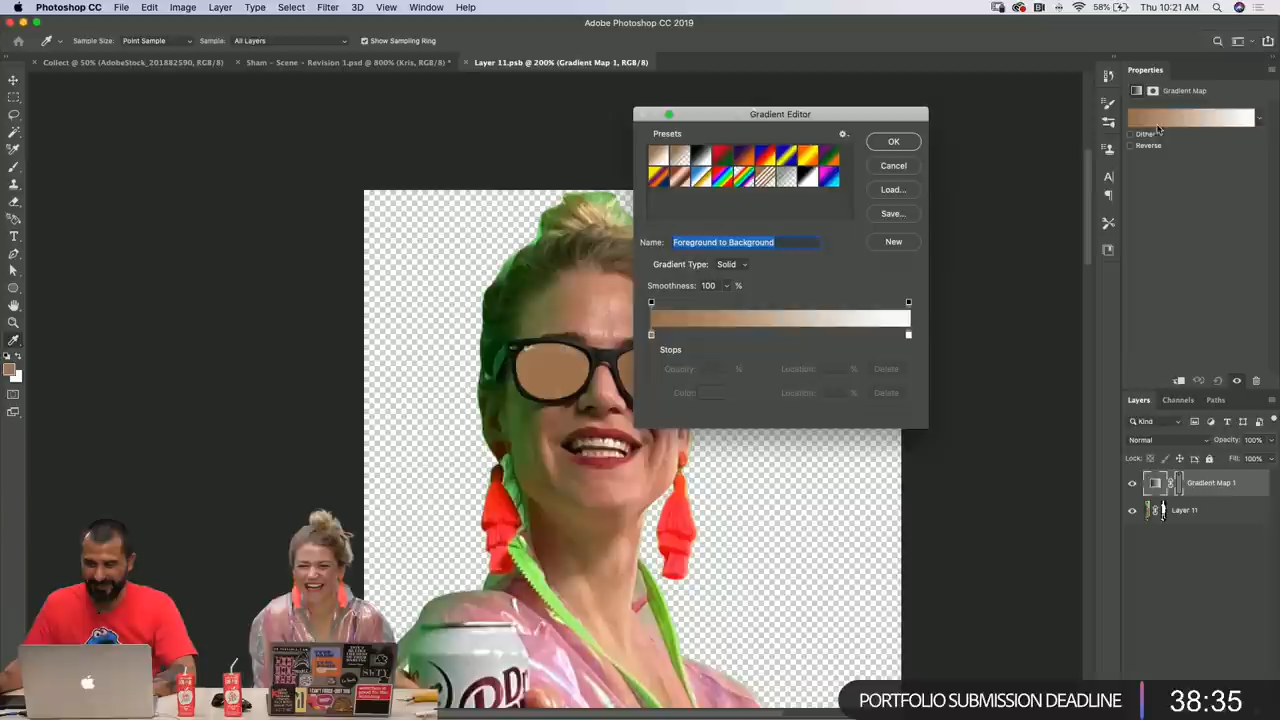 Photoshop CC File Edit Image Layer Type Select Filter 3D View Window Help
58% Thu 10:21 AM
Adobe Photoshop CC 2019
Sample Size: Point Sample Sample: All Layers Show Sampling Ring
Collect @ 50% (AdobeStock_201882590, RGB/8) Sham - Scene - Revision 1.psd @ 800% (Kris, RGB/8) * Layer 11.psb @ 200% (Gradient Map 1, RGB/8)
Properties
Gradient Map
Dither
Reverse
Gradient Editor
Presets
OK
Cancel
Load...
Save...
Name: Foreground to Background
New
Gradient Type: Solid
Smoothness: 100 %
Stops
Opacity: % Location: % Delete
Color: Location: % Delete
Layers Channels Paths
Kind
Normal Opacity: 100%
Lock: Fill: 100%
Gradient Map 1
Layer 11
PORTFOLIO SUBMISSION DEADLINE 38:35